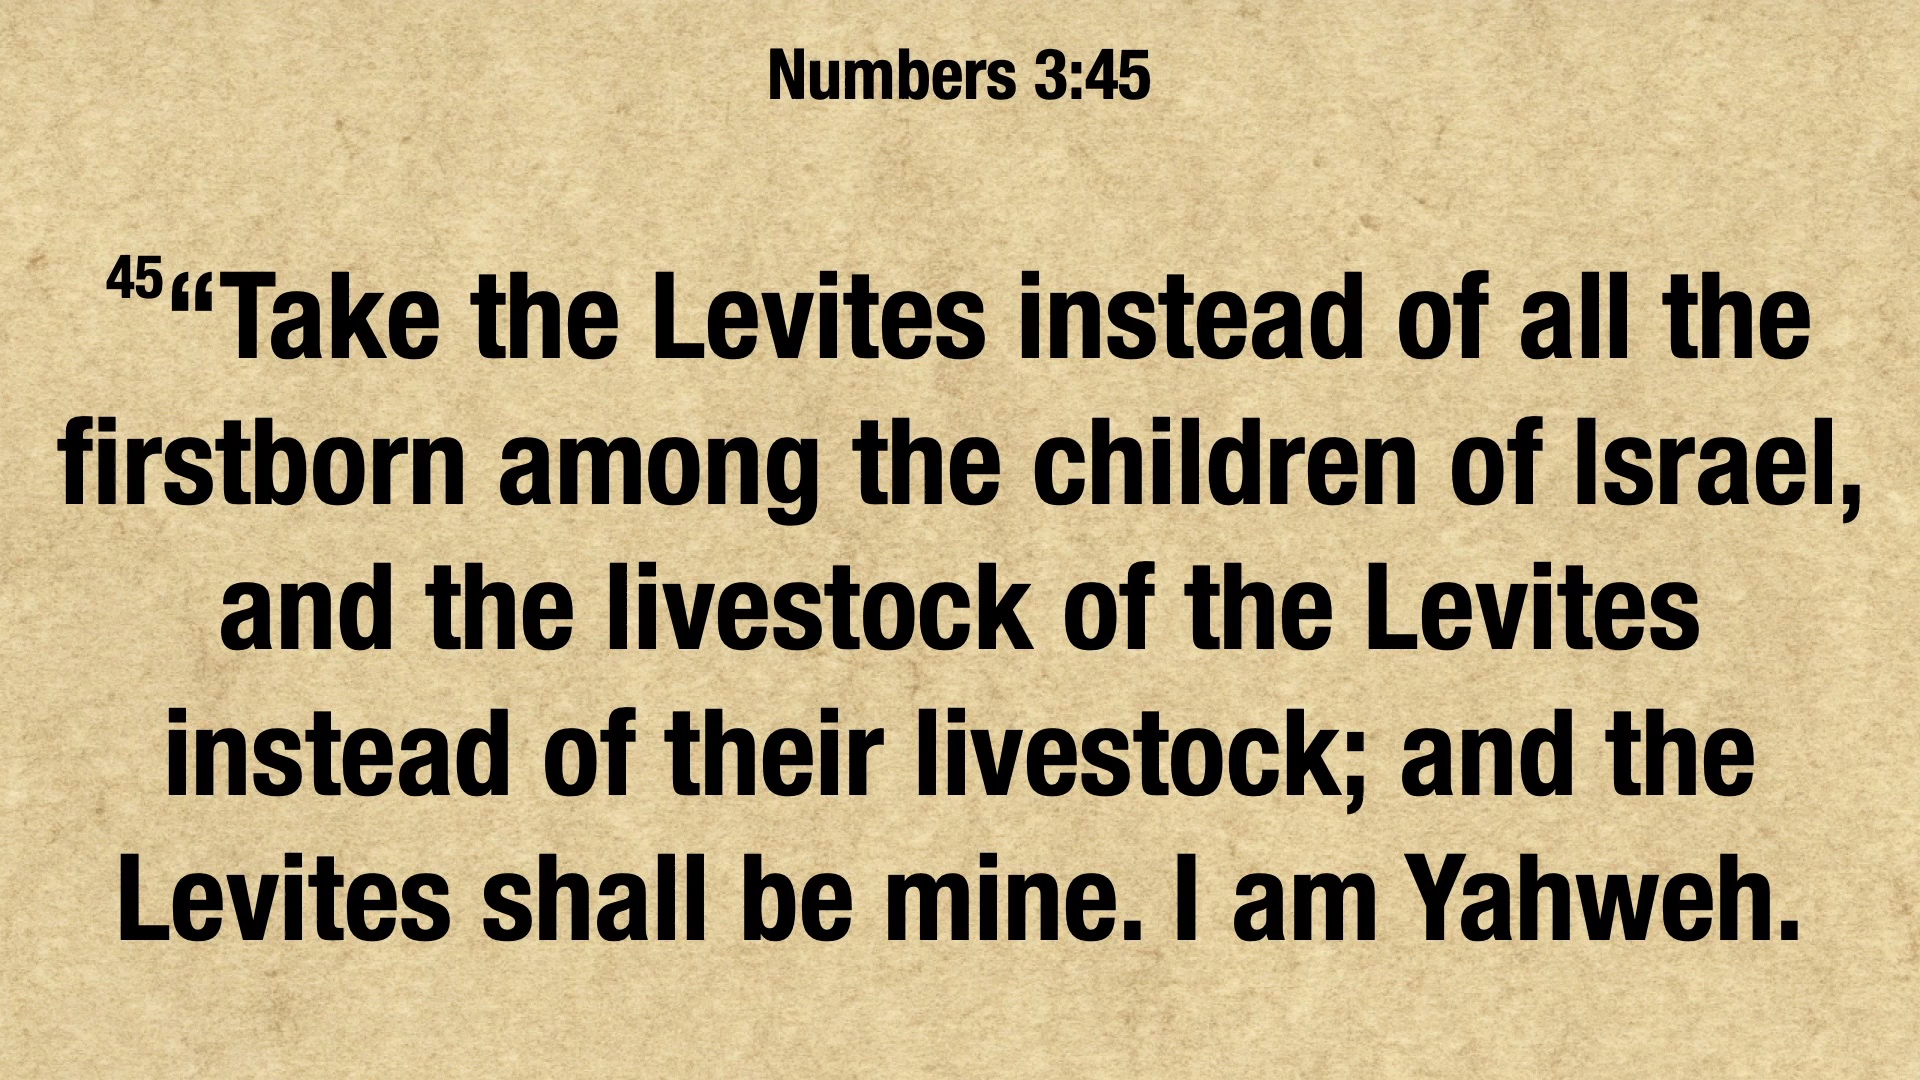 Numbers 3:45
45“Take the Levites instead of all the
firstborn among the children of Israel,
and the livestock of the Levites
instead of their livestock; and the
Levites shall be mine. I am Yahweh.